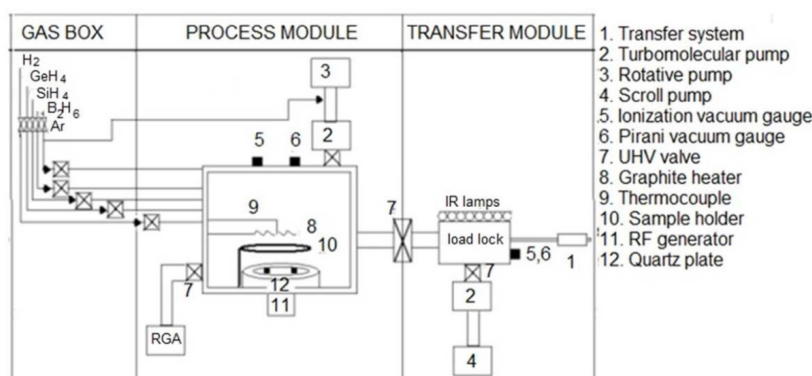 GAS BOX
PROCESS MODULE
TRANSFER MODULE
H2
GeH4
SiH4
B2H6
Ar
3
2
5
6
9
8
10
12
11
7
RGA
7
IR lamps
load lock
5,6
1
7
2
4
1. Transfer system
2. Turbomolecular pump
3. Rotative pump
4. Scroll pump
5. Ionization vacuum gauge
6. Pirani vacuum gauge
7. UHV valve
8. Graphite heater
9. Thermocouple
10. Sample holder
11. RF generator
12. Quartz plate